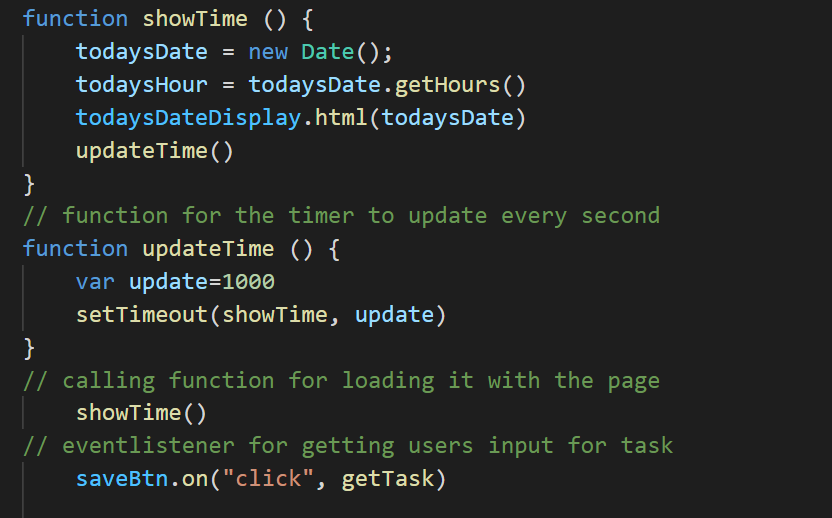 function showTime () {
    todaysDate = new Date();
    todaysHour = todaysDate.getHours()
    todaysDateDisplay.html(todaysDate)
    updateTime()
}
// function for the timer to update every second
function updateTime () {
    var update=1000
    setTimeout(showTime, update)
}
// calling function for loading it with the page
    showTime()
// eventlistener for getting users input for task
    saveBtn.on("click", getTask)